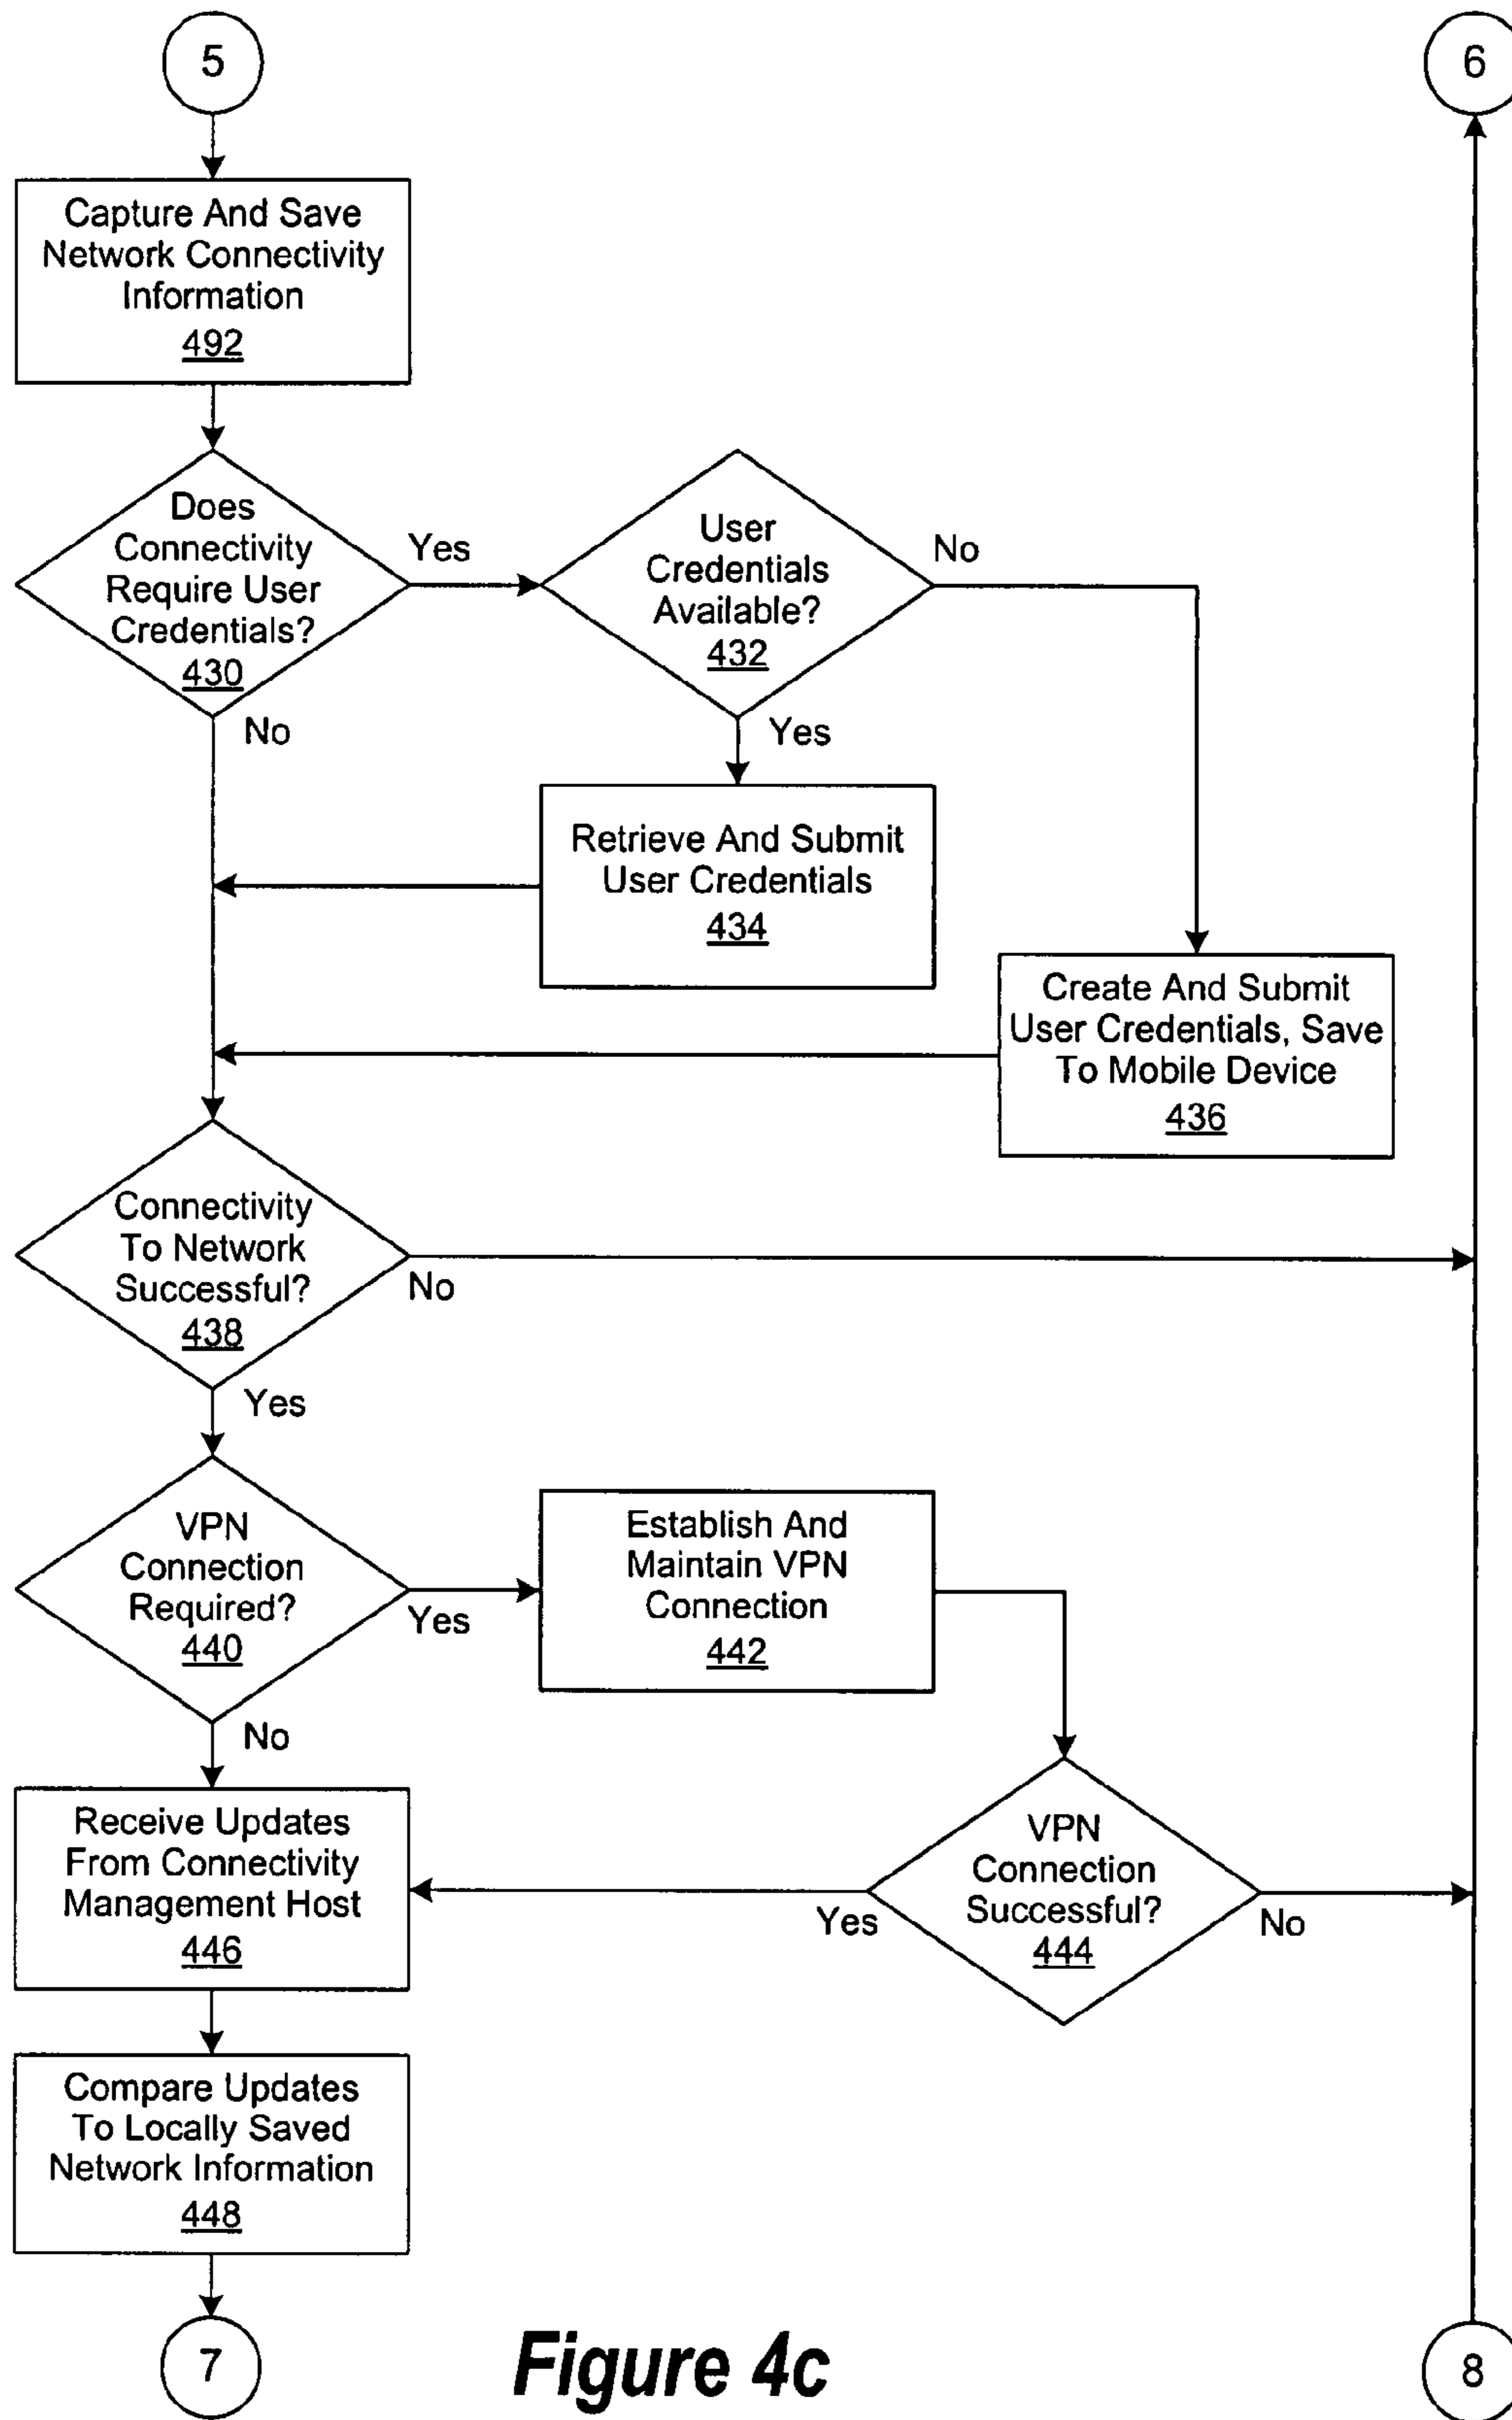 5
6
Capture And Save
Network Connectivity
Information
492
Does
Connectivity
Require User
Credentials?
430
Yes
No
User
Credentials
Available?
432
No
Yes
Retrieve And Submit
User Credentials
434
Create And Submit
User Credentials, Save
To Mobile Device
436
Connectivity
To Network
Successful?
438
No
Yes
VPN
Connection
Required?
440
Yes
No
Establish And
Maintain VPN
Connection
442
VPN
Connection
Successful?
444
Yes
No
Receive Updates
From Connectivity
Management Host
446
Compare Updates
To Locally Saved
Network Information
448
7
Figure 4c
8